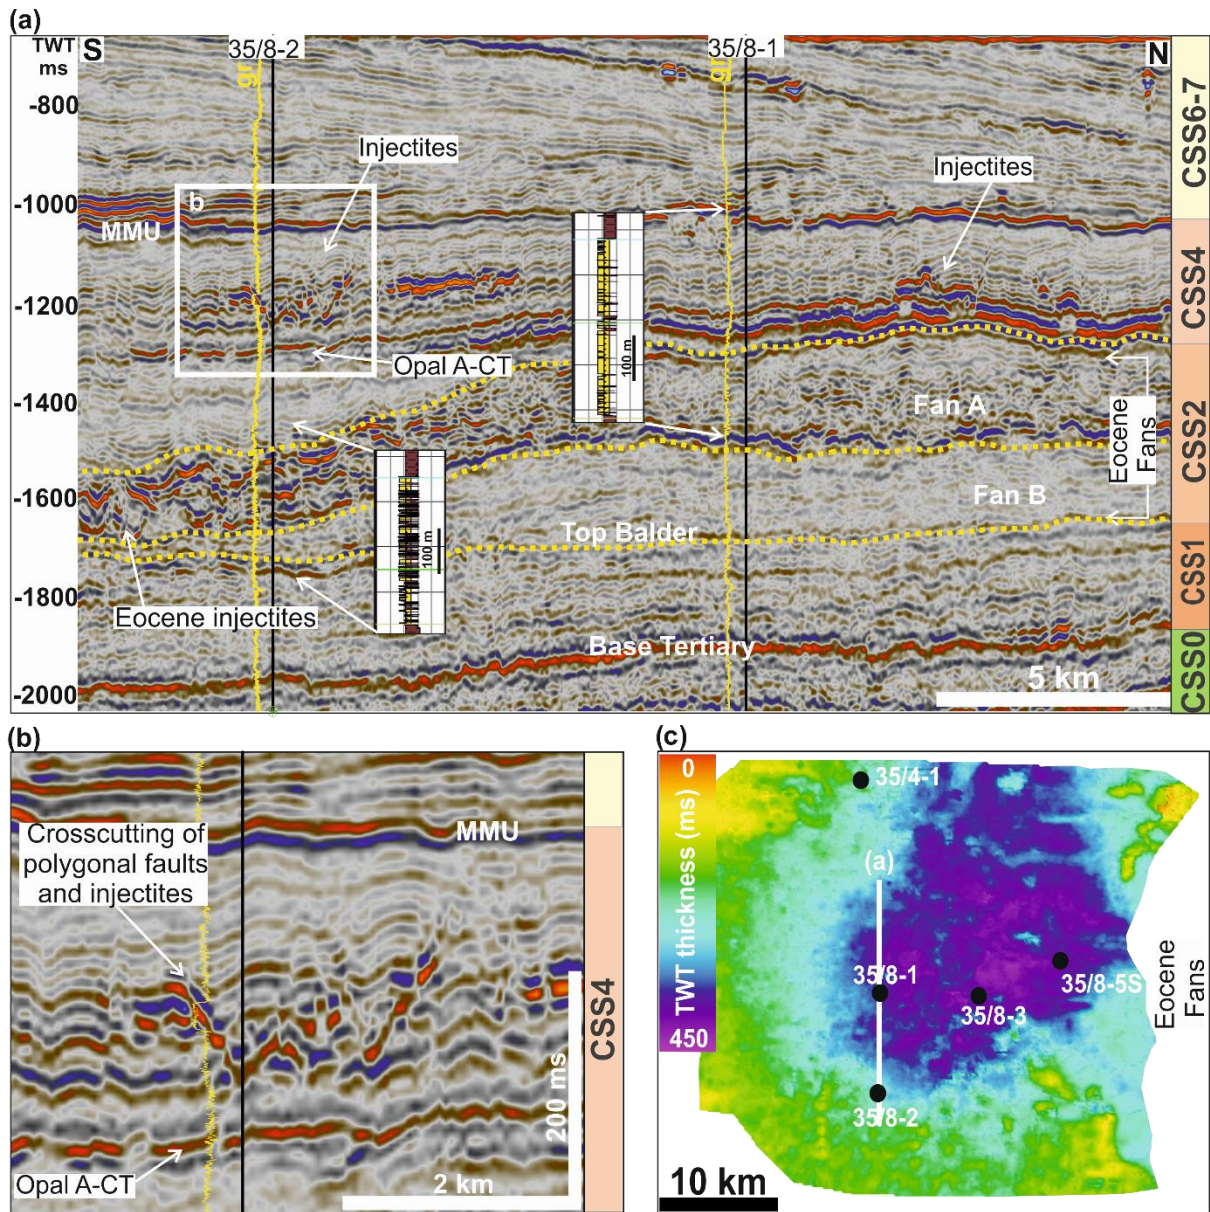 (a)
TWT
ms
S
35/8-2
35/8-1
N
gr
gr
-800
-1000
-1200
-1400
-1600
-1800
-2000
Injectites
Injectites
b
MMU
Opal A-CT
100 m
100 m
Fan A
Fan B
Eocene
Fans
Top Balder
Eocene injectites
Base Tertiary
5 km
CSS6-7
CSS4
CSS2
CSS1
CSS0
(b)
Crosscutting of
polygonal faults
and injectites
MMU
Opal A-CT
200 ms
2 km
CSS4
(c)
0
TWT thickness (ms)
450
35/4-1
(a)
35/8-1
35/8-3
35/8-5S
35/8-2
Eocene
Fans
10 km